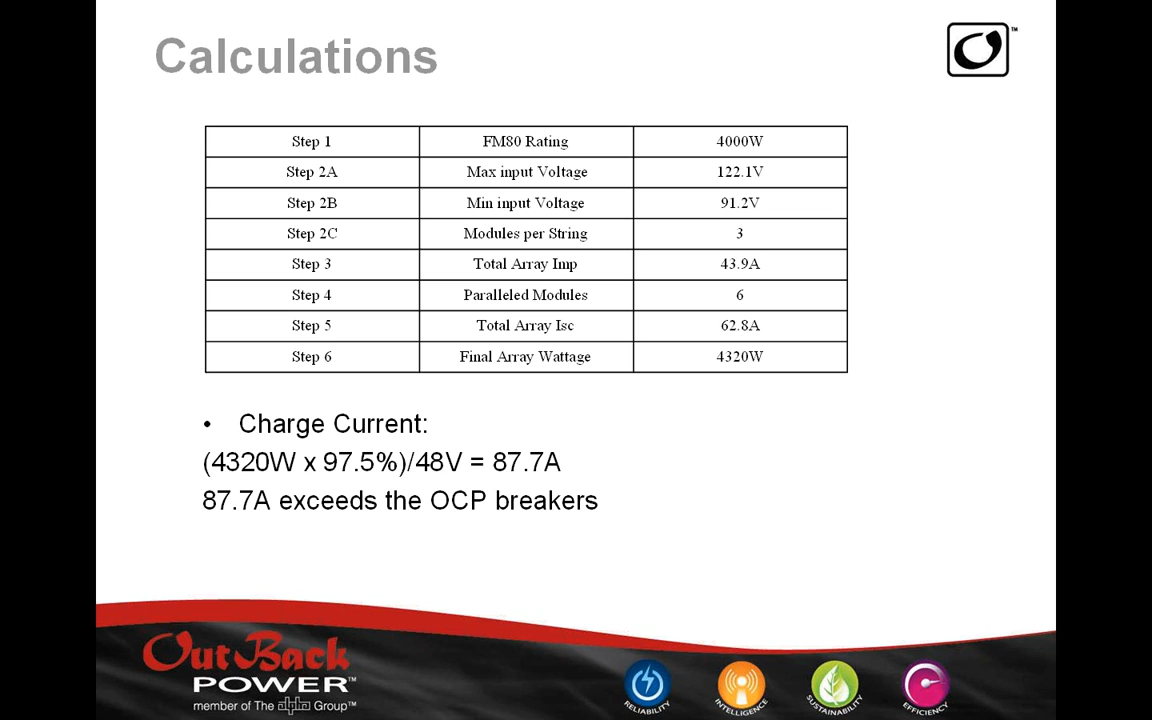 Calculations
TM
Step 1 FM80 Rating 4000W
Step 2A Max input Voltage 122.1V
Step 2B Min input Voltage 91.2V
Step 2C Modules per String 3
Step 3 Total Array Imp 43.9A
Step 4 Paralleled Modules 6
Step 5 Total Array Isc 62.8A
Step 6 Final Array Wattage 4320W
• Charge Current:
(4320W x 97.5%)/48V = 87.7A
87.7A exceeds the OCP breakers
OutBack
POWER™
member of The alpha Group™
RELIABILITY
INTELLIGENCE
SUSTAINABILITY
EFFICIENCY